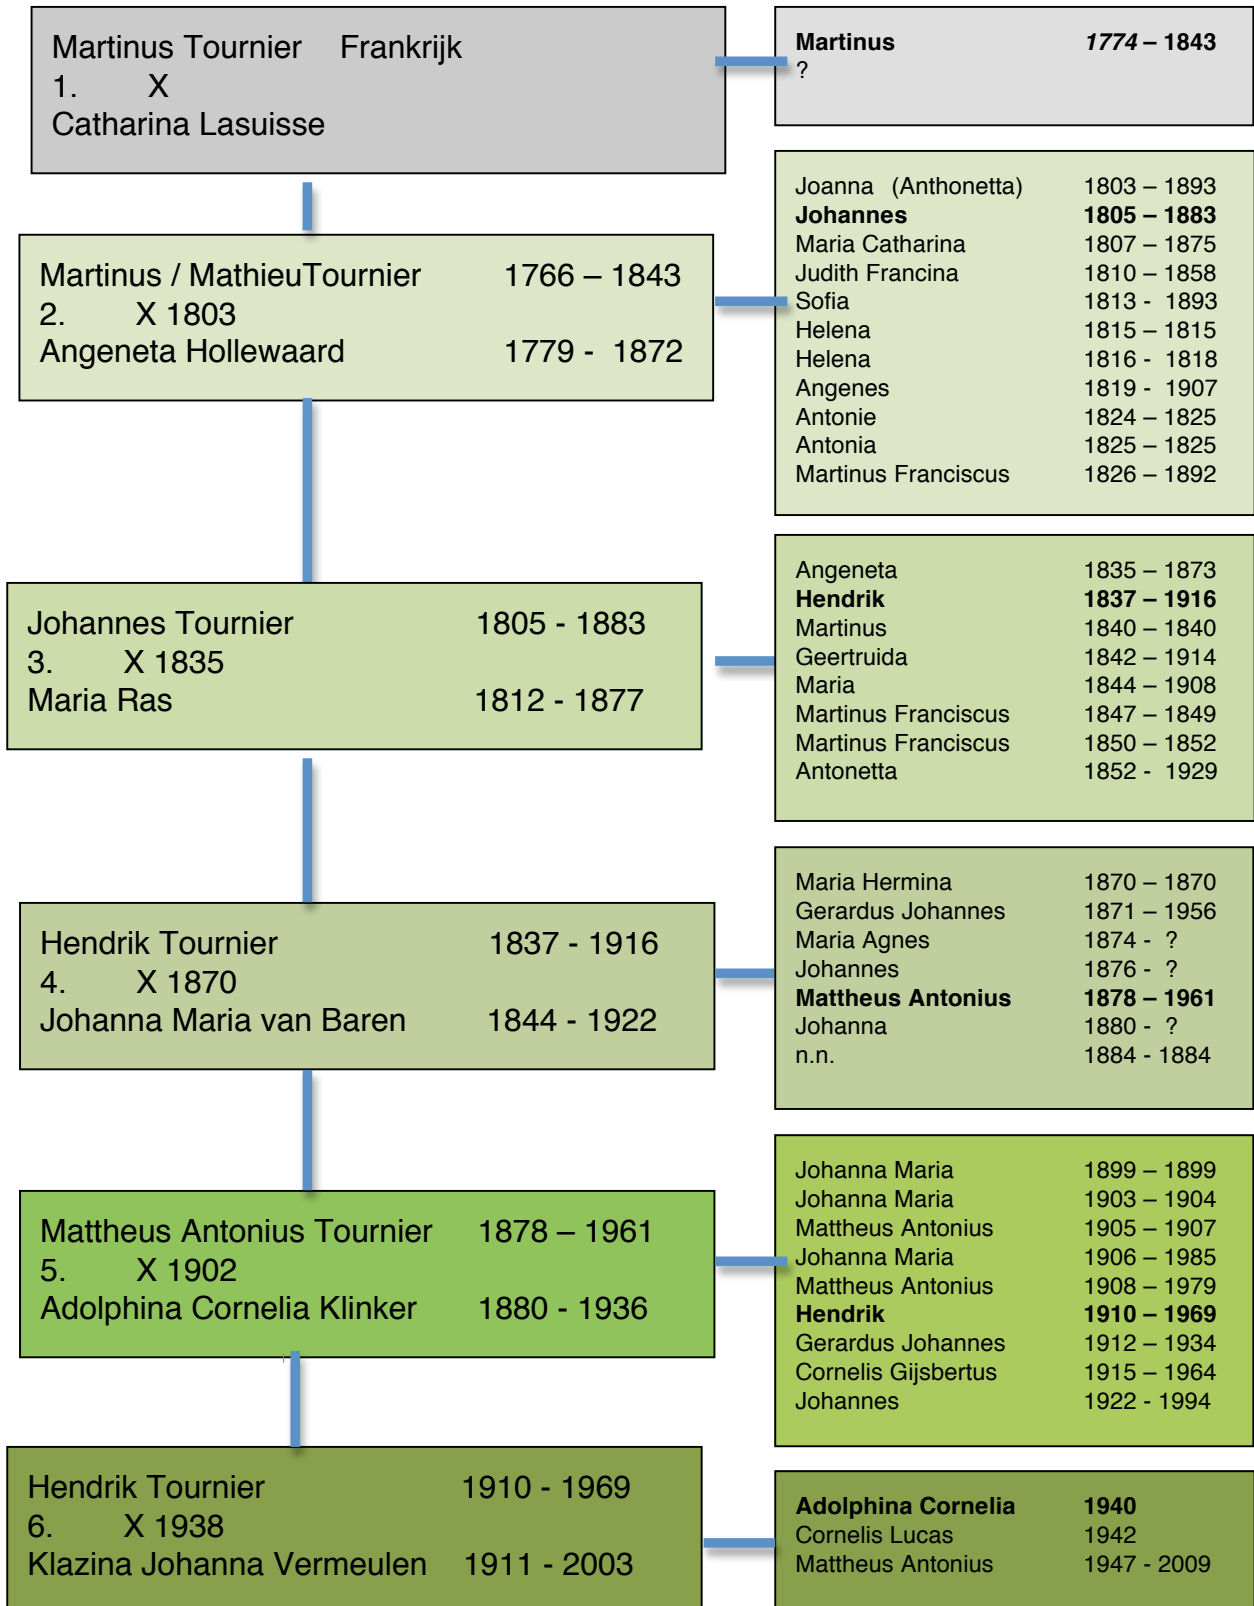 Martinus Tournier Frankrijk
1. X
Catharina Lasuisse
Martinus 1774 – 1843
?
Martinus / MathieuTournier 1766 – 1843
2. X 1803
Angeneta Hollewaard 1779 - 1872
Joanna (Anthonetta) 1803 – 1893
Johannes 1805 – 1883
Maria Catharina 1807 – 1875
Judith Francina 1810 – 1858
Sofia 1813 - 1893
Helena 1815 – 1815
Helena 1816 - 1818
Angenes 1819 - 1907
Antonie 1824 – 1825
Antonia 1825 – 1825
Martinus Franciscus 1826 – 1892
Johannes Tournier 1805 - 1883
3. X 1835
Maria Ras 1812 - 1877
Angeneta 1835 – 1873
Hendrik 1837 – 1916
Martinus 1840 – 1840
Geertruida 1842 – 1914
Maria 1844 – 1908
Martinus Franciscus 1847 – 1849
Martinus Franciscus 1850 – 1852
Antonetta 1852 - 1929
Hendrik Tournier 1837 - 1916
4. X 1870
Johanna Maria van Baren 1844 - 1922
Maria Hermina 1870 – 1870
Gerardus Johannes 1871 – 1956
Maria Agnes 1874 - ?
Johannes 1876 - ?
Mattheus Antonius 1878 – 1961
Johanna 1880 - ?
n.n. 1884 - 1884
Mattheus Antonius Tournier 1878 – 1961
5. X 1902
Adolphina Cornelia Klinker 1880 - 1936
Johanna Maria 1899 – 1899
Johanna Maria 1903 – 1904
Mattheus Antonius 1905 – 1907
Johanna Maria 1906 – 1985
Mattheus Antonius 1908 – 1979
Hendrik 1910 – 1969
Gerardus Johannes 1912 – 1934
Cornelis Gijsbertus 1915 – 1964
Johannes 1922 - 1994
Hendrik Tournier 1910 - 1969
6. X 1938
Klazina Johanna Vermeulen 1911 - 2003
Adolphina Cornelia 1940
Cornelis Lucas 1942
Mattheus Antonius 1947 - 2009